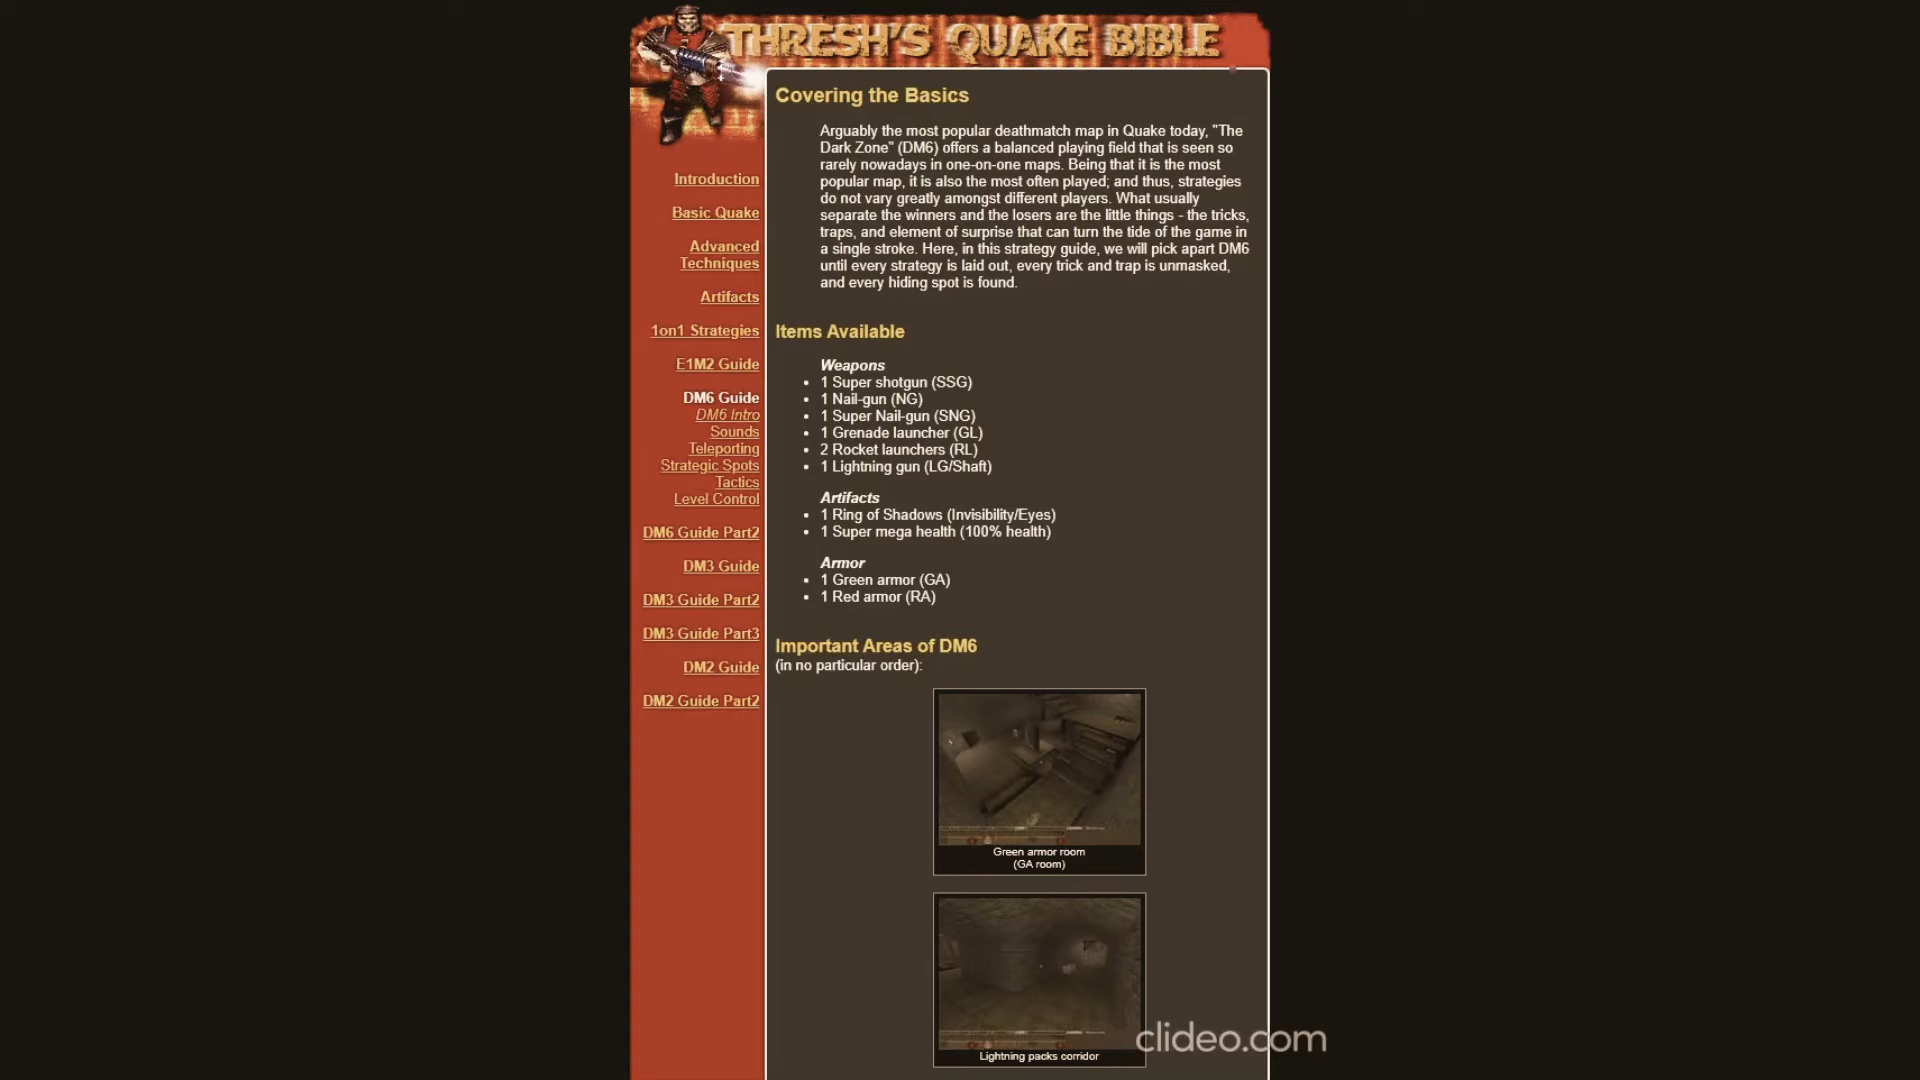 THRESH'S QUAKE BIBLE
Introduction
Basic Quake
Advanced
Techniques
Artifacts
1on1 Strategies
E1M2 Guide
DM6 Guide
DM6 Intro
Sounds
Teleporting
Strategic Spots
Tactics
Level Control
DM6 Guide Part2
DM3 Guide
DM3 Guide Part2
DM3 Guide Part3
DM2 Guide
DM2 Guide Part2
Covering the Basics
Arguably the most popular deathmatch map in Quake today, "The
Dark Zone" (DM6) offers a balanced playing field that is seen so
rarely nowadays in one-on-one maps. Being that it is the most
popular map, it is also the most often played; and thus, strategies
do not vary greatly amongst different players. What usually
separate the winners and the losers are the little things - the tricks,
traps, and element of surprise that can turn the tide of the game in
a single stroke. Here, in this strategy guide, we will pick apart DM6
until every strategy is laid out, every trick and trap is unmasked,
and every hiding spot is found.
Items Available
Weapons
• 1 Super shotgun (SSG)
• 1 Nail-gun (NG)
• 1 Super Nail-gun (SNG)
• 1 Grenade launcher (GL)
• 2 Rocket launchers (RL)
• 1 Lightning gun (LG/Shaft)
Artifacts
• 1 Ring of Shadows (Invisibility/Eyes)
• 1 Super mega health (100% health)
Armor
• 1 Green armor (GA)
• 1 Red armor (RA)
Important Areas of DM6
(in no particular order):
Green armor room
(GA room)
Lightning packs corridor
clideo.com